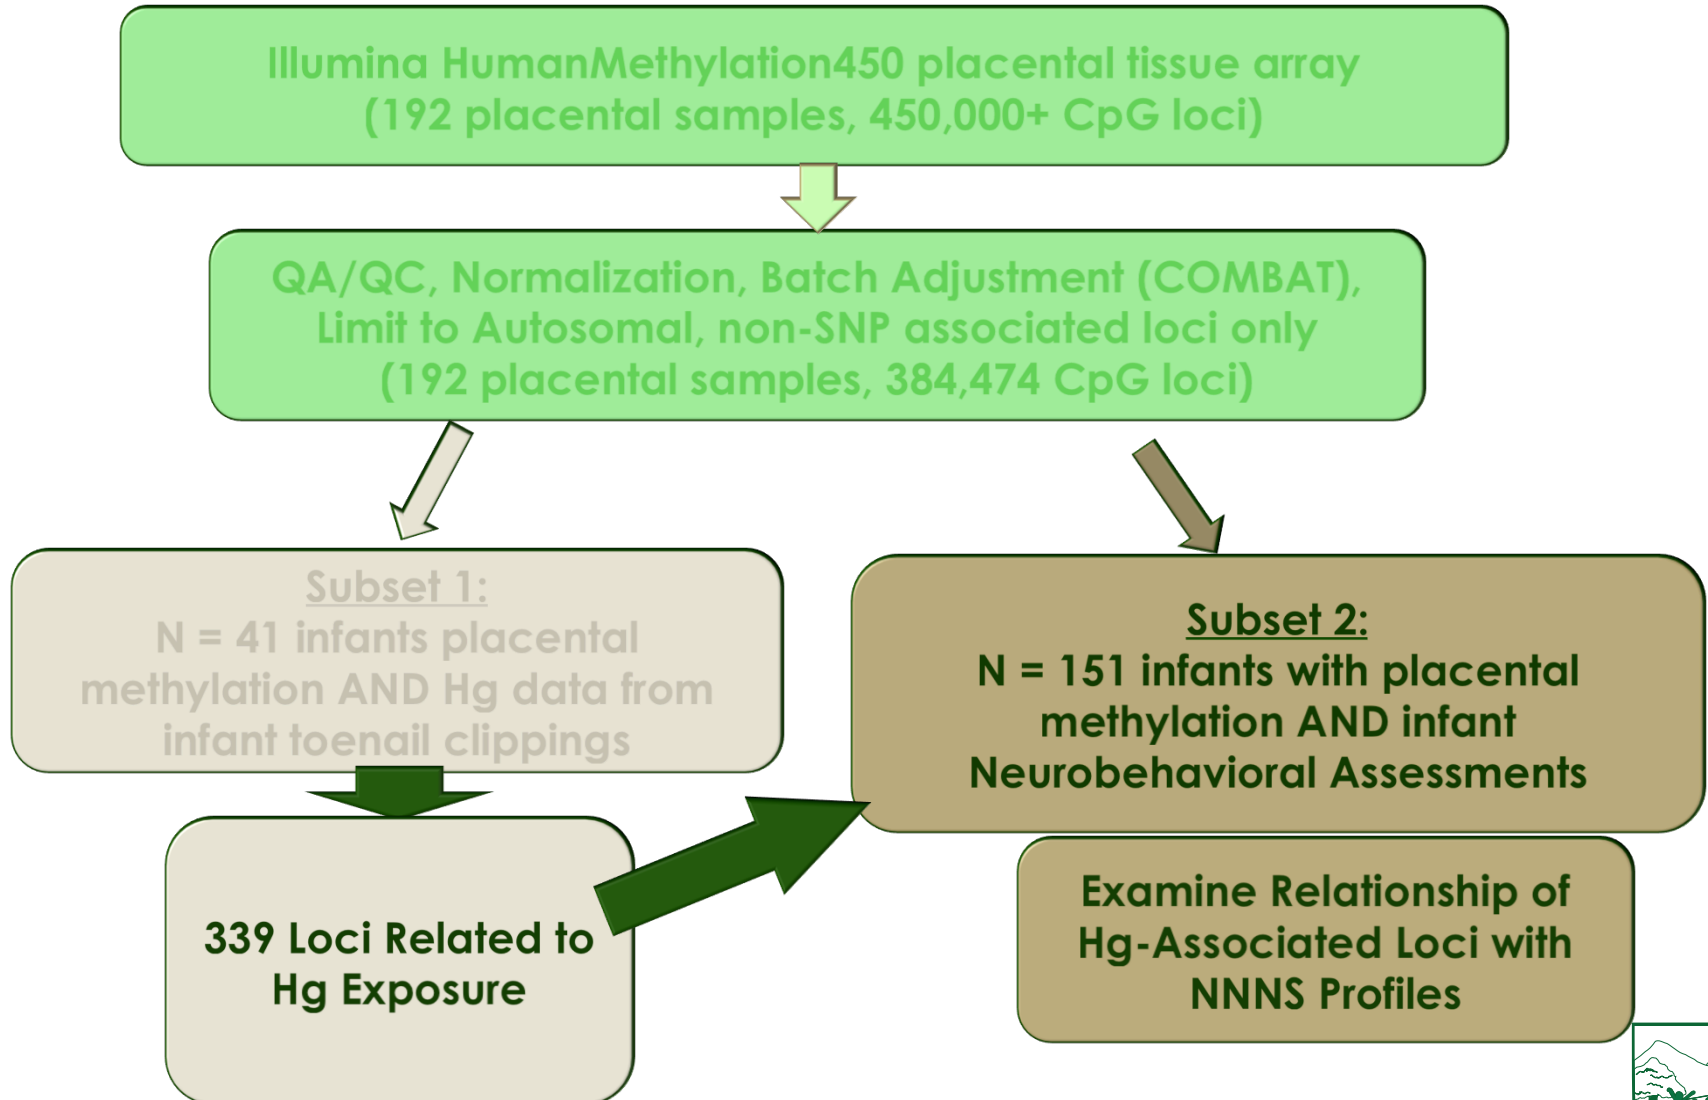 Illumina HumanMethylation450 placental tissue array
(192 placental samples, 450,000+ CpG loci)
QA/QC, Normalization, Batch Adjustment (COMBAT),
Limit to Autosomal, non-SNP associated loci only
(192 placental samples, 384,474 CpG loci)
Subset 1:
N = 41 infants placental
methylation AND Hg data from
infant toenail clippings
Subset 2:
N = 151 infants with placental
methylation AND infant
Neurobehavioral Assessments
339 Loci Related to
Hg Exposure
Examine Relationship of
Hg-Associated Loci with
NNNS Profiles